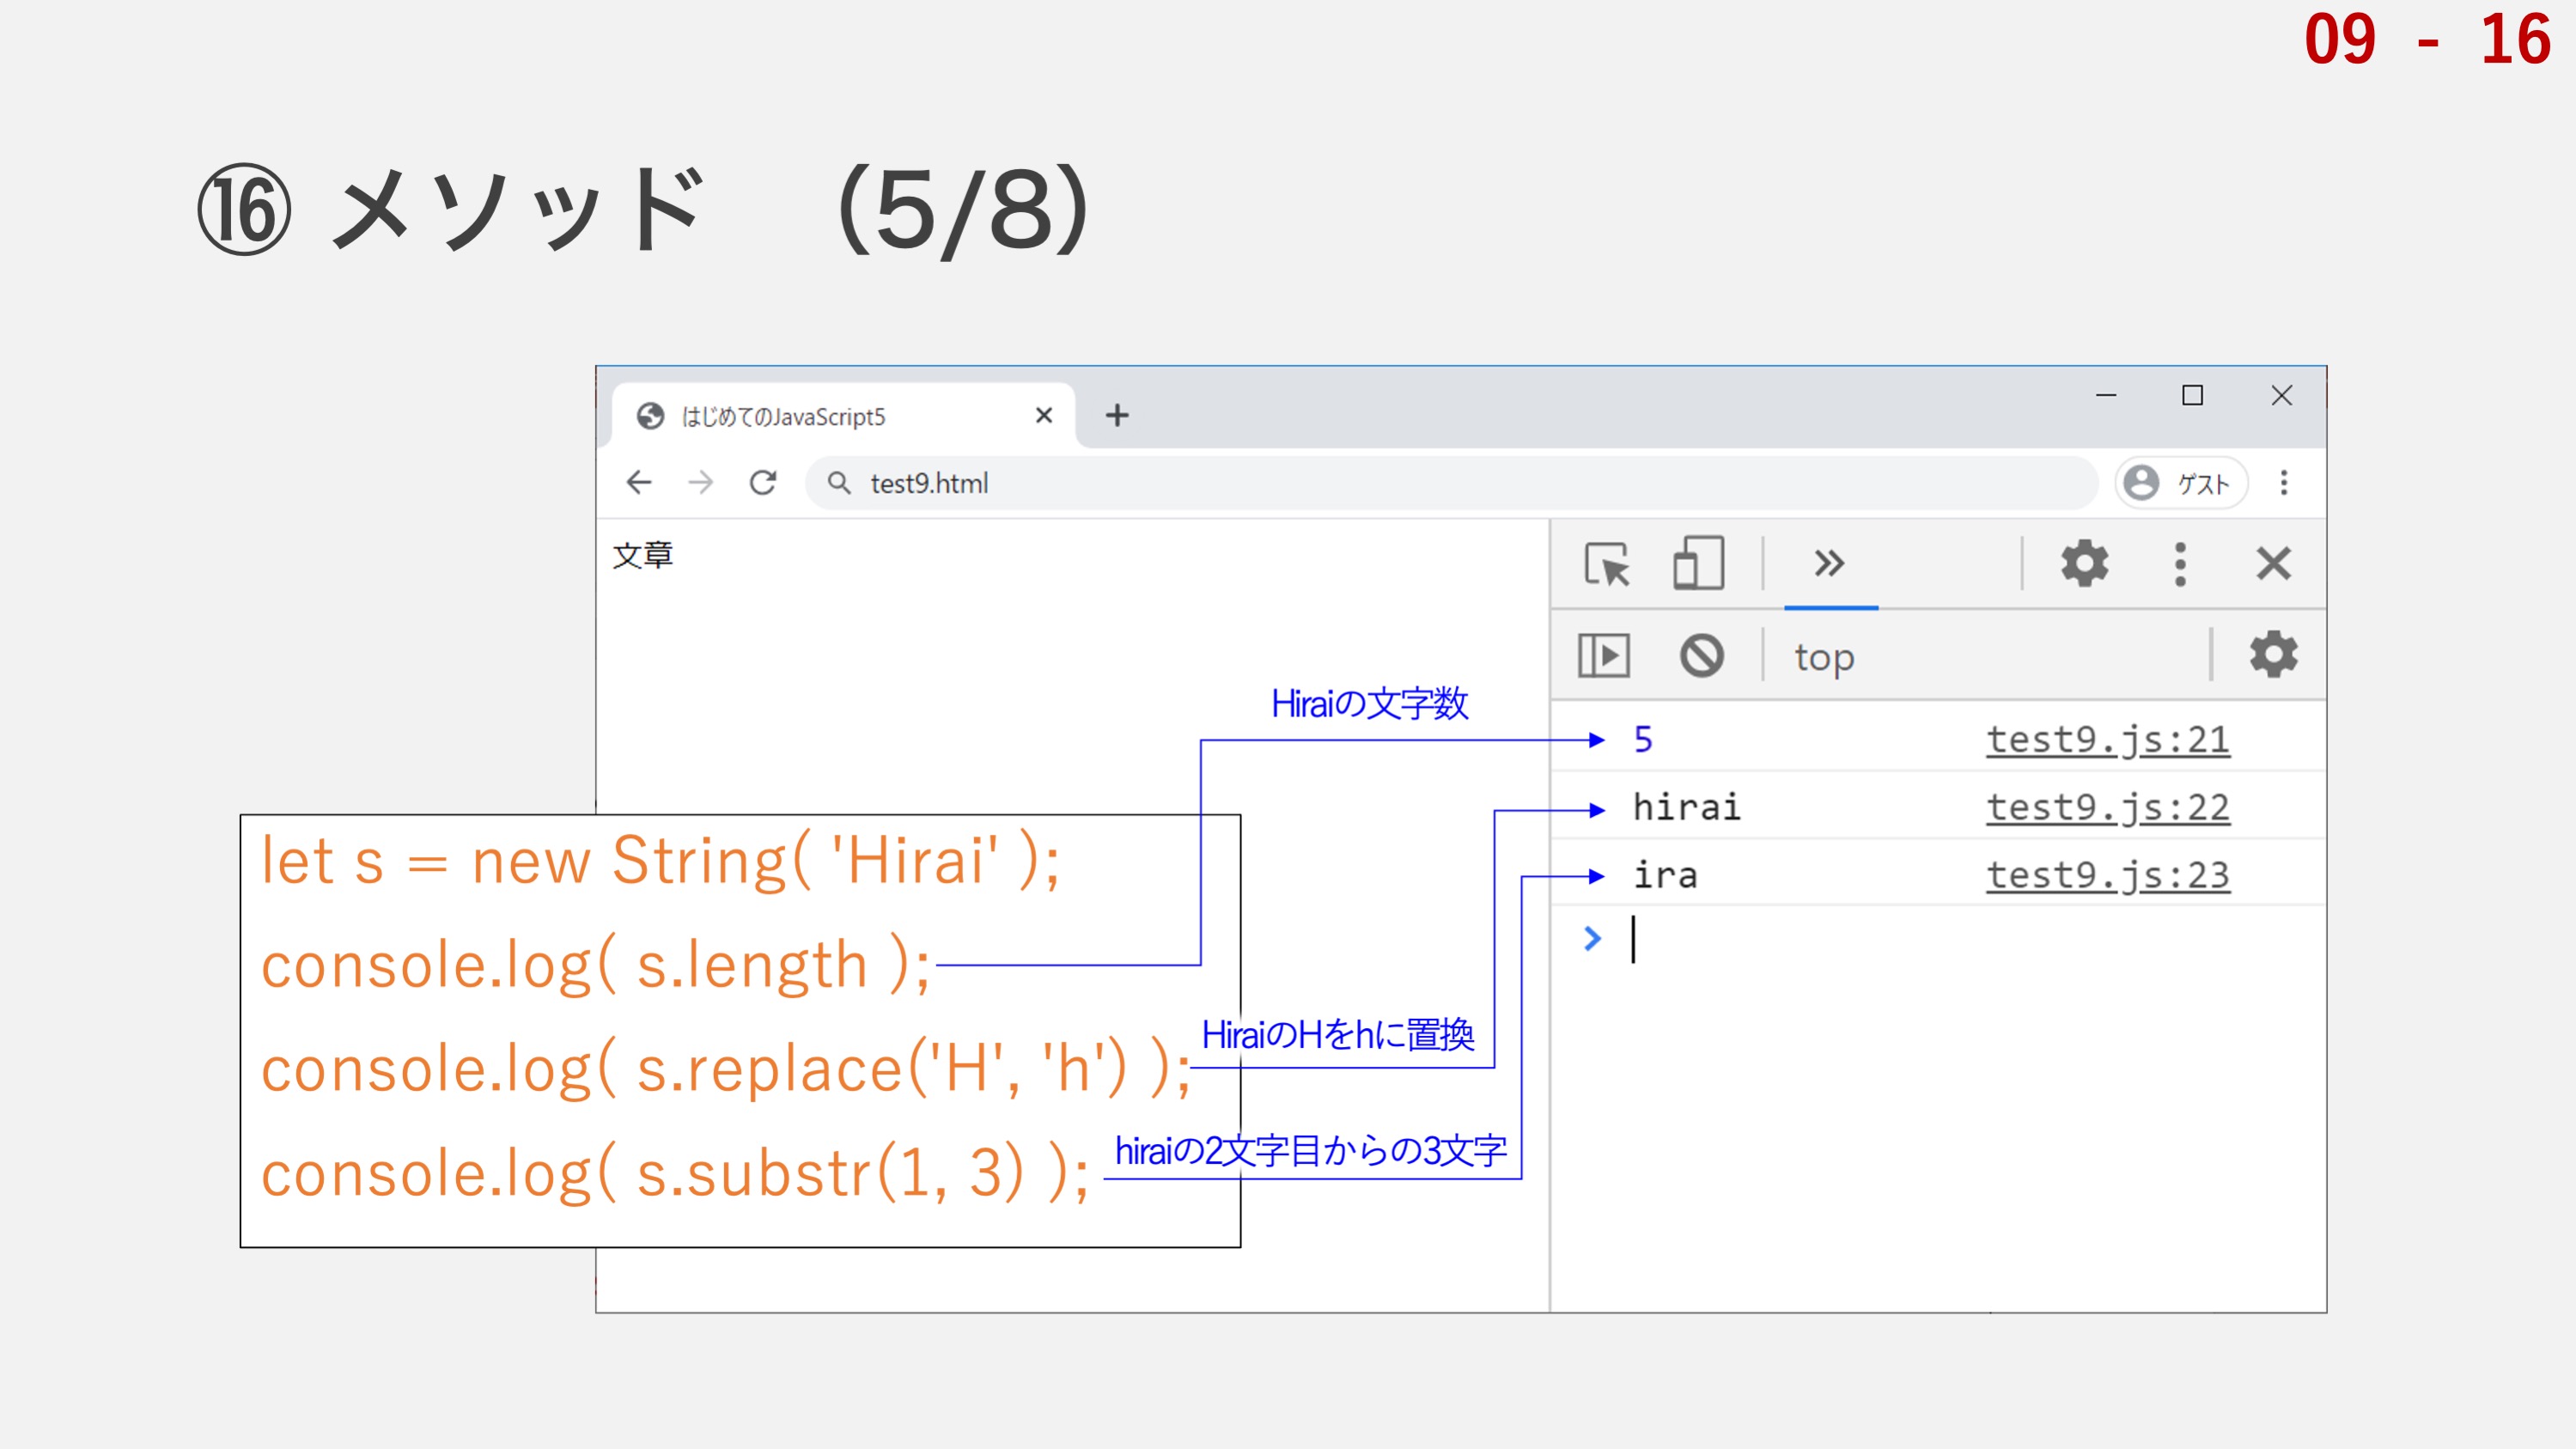 09 - 16
⑯ メソッド （5/8）
はじめてのJavaScript5
test9.html
ゲスト
文章
top
Hiraiの文字数
5 test9.js:21
hirai test9.js:22
ira test9.js:23
let s = new String( 'Hirai' );
console.log( s.length );
HiraiのHをhに置換
console.log( s.replace('H', 'h') );
hiraiの2文字目からの3文字
console.log( s.substr(1, 3) );